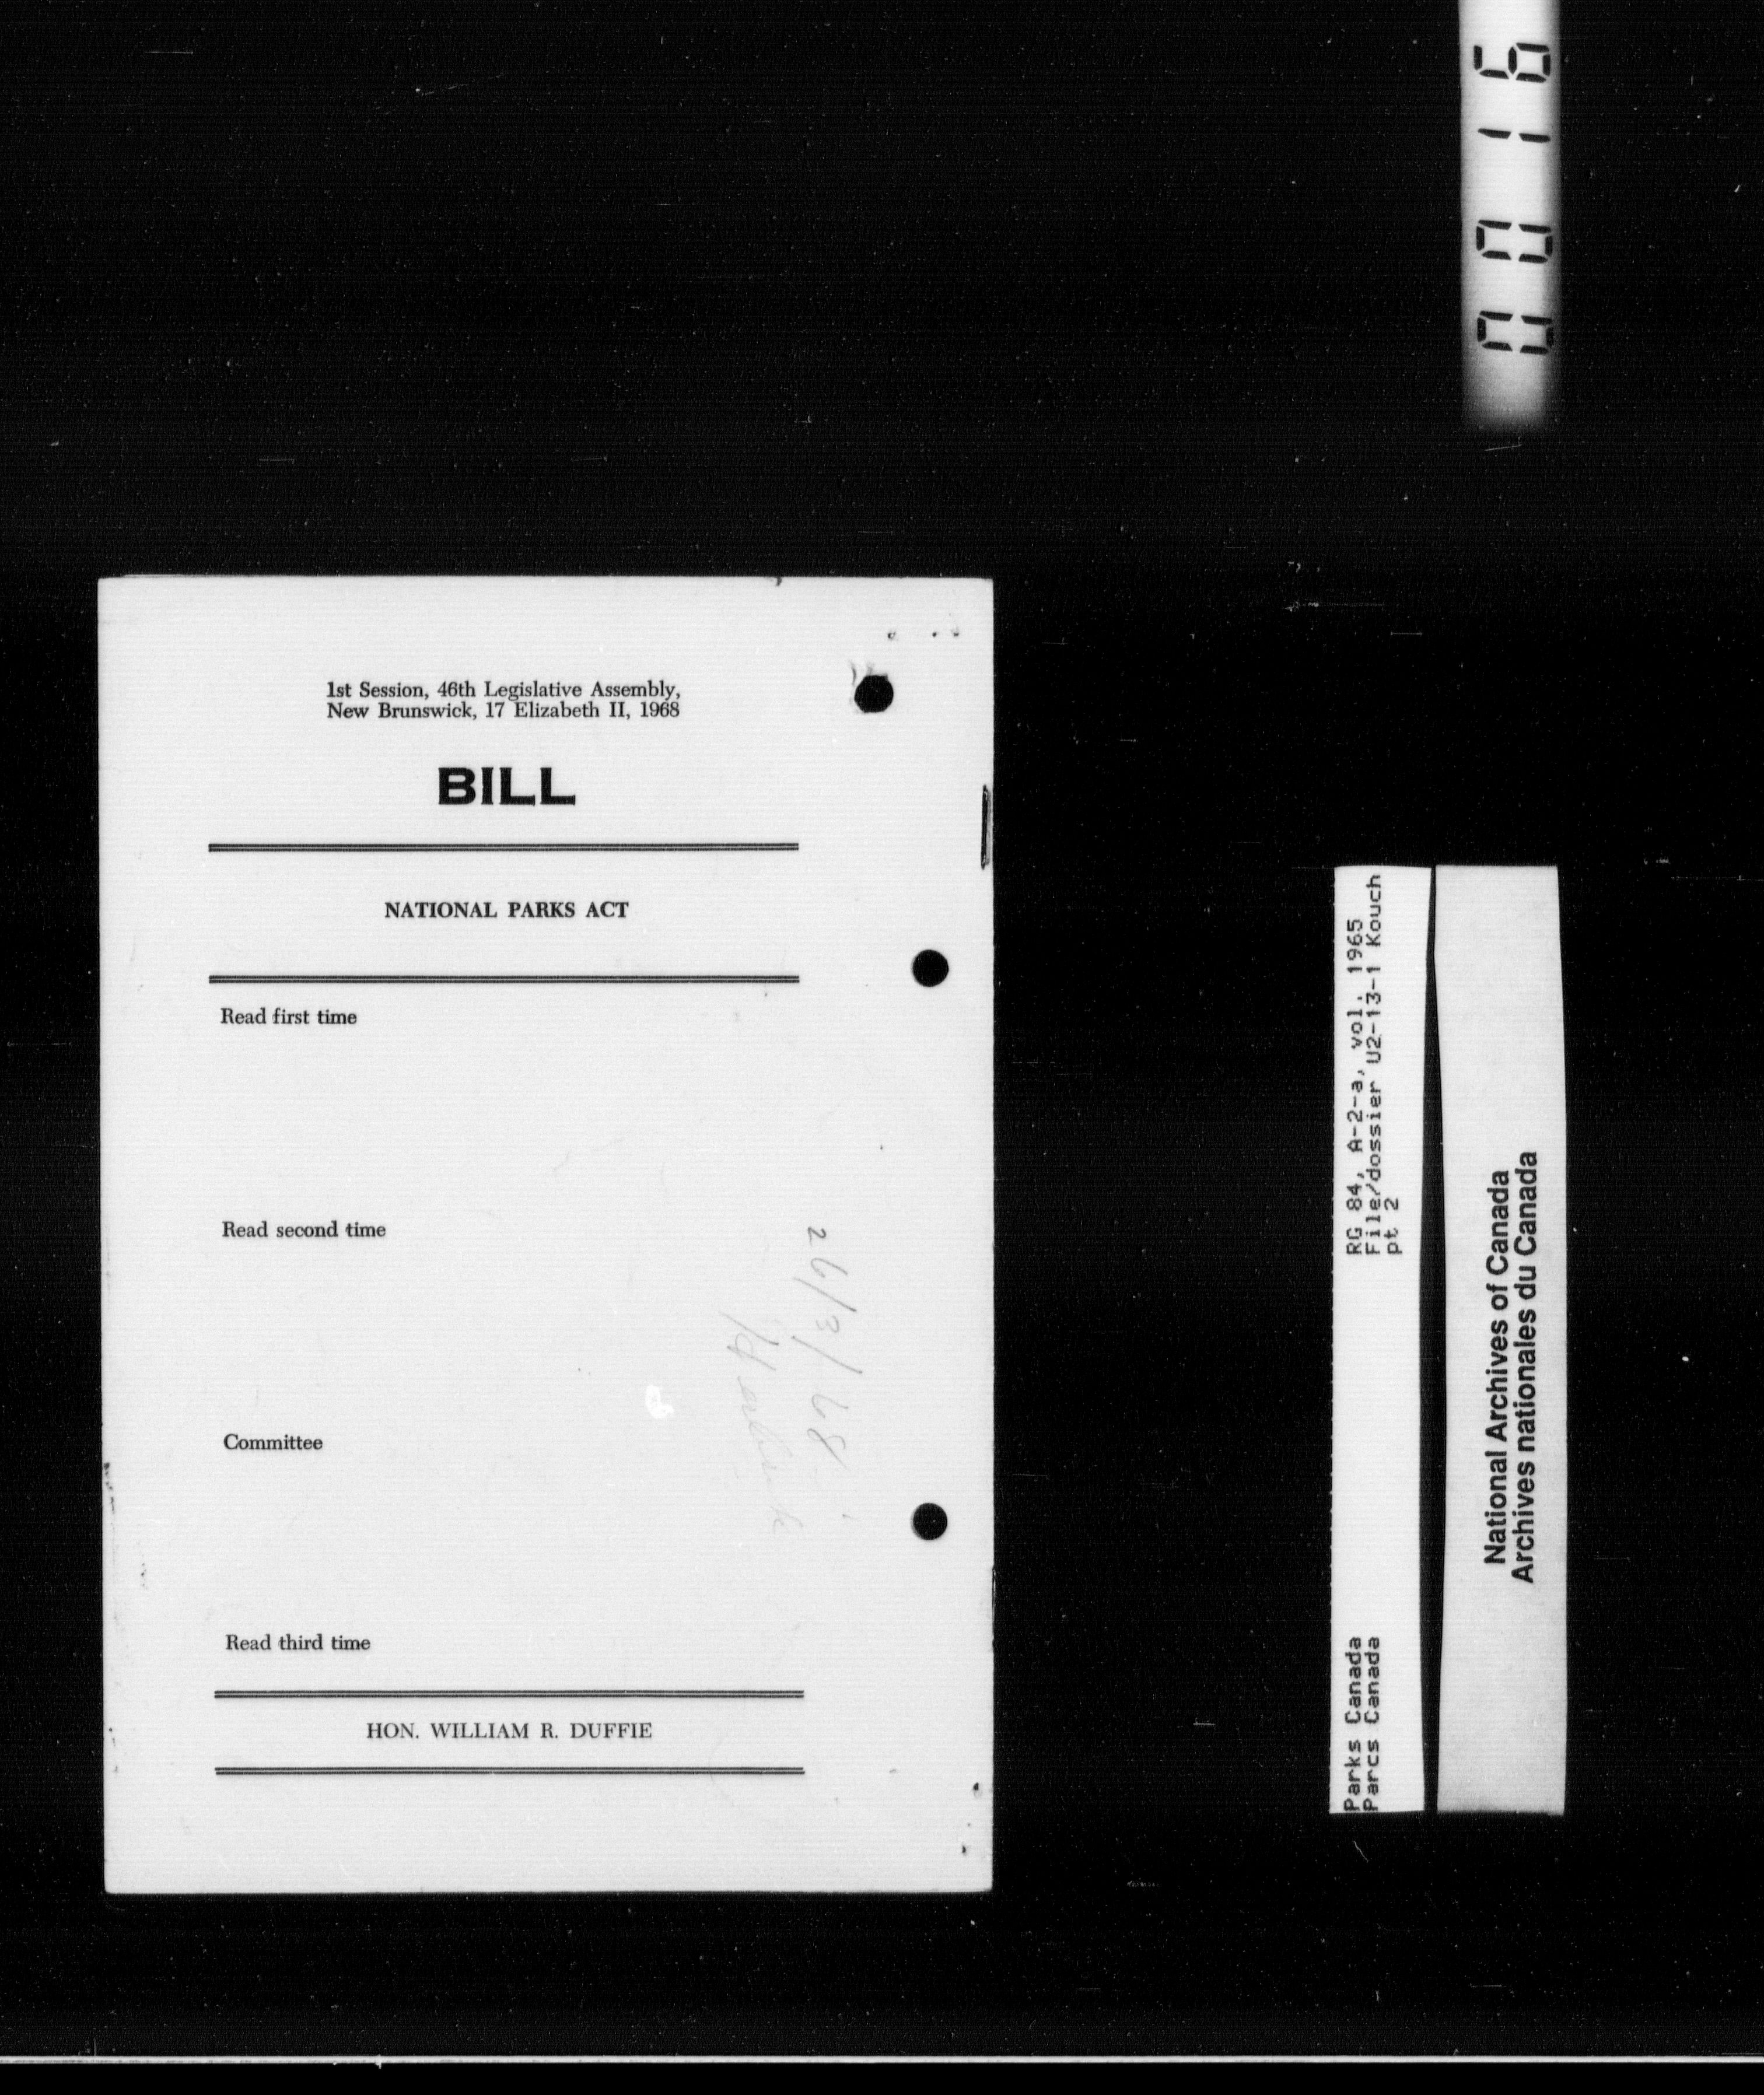 1st Session, 46th Legislative Assembly,
New Brunswick, 17 Elizabeth II, 1968
BILL
NATIONAL PARKS ACT
Read first time
Read second time
Committee
Read third time
HON. WILLIAM R. DUFFIE
26/3/68
0016
RG 84, A-2-a, vol. 1965
File/dossier U2-13-1 Kouch
pt 2
Parks Canada
Parcs Canada
National Archives of Canada
Archives nationales du Canada